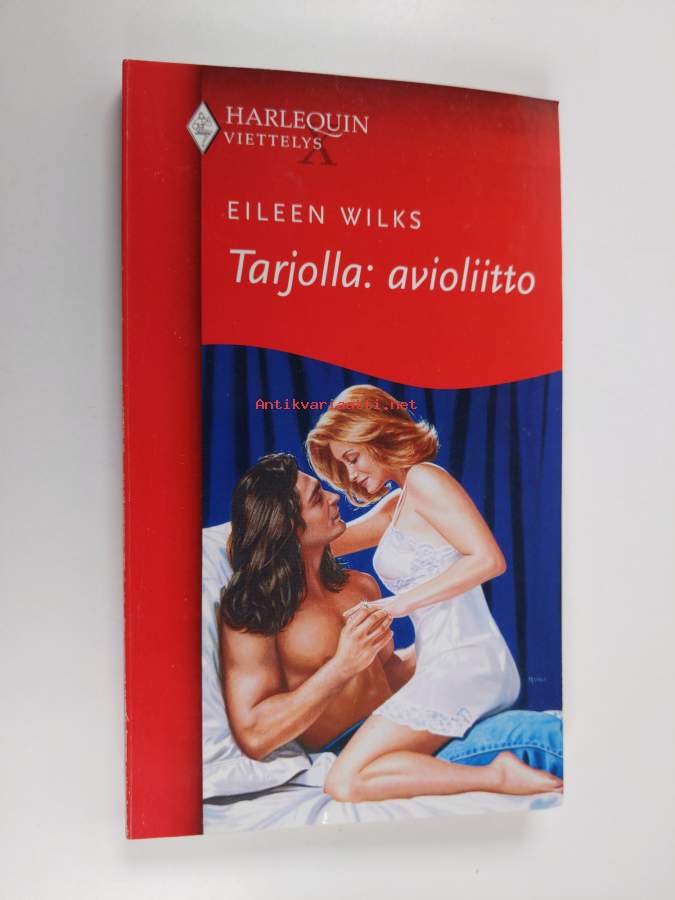 HARLEQUIN
VIETTELYS
X
EILEEN WILKS
Tarjolla: avioliitto
Antikvariaatti.net